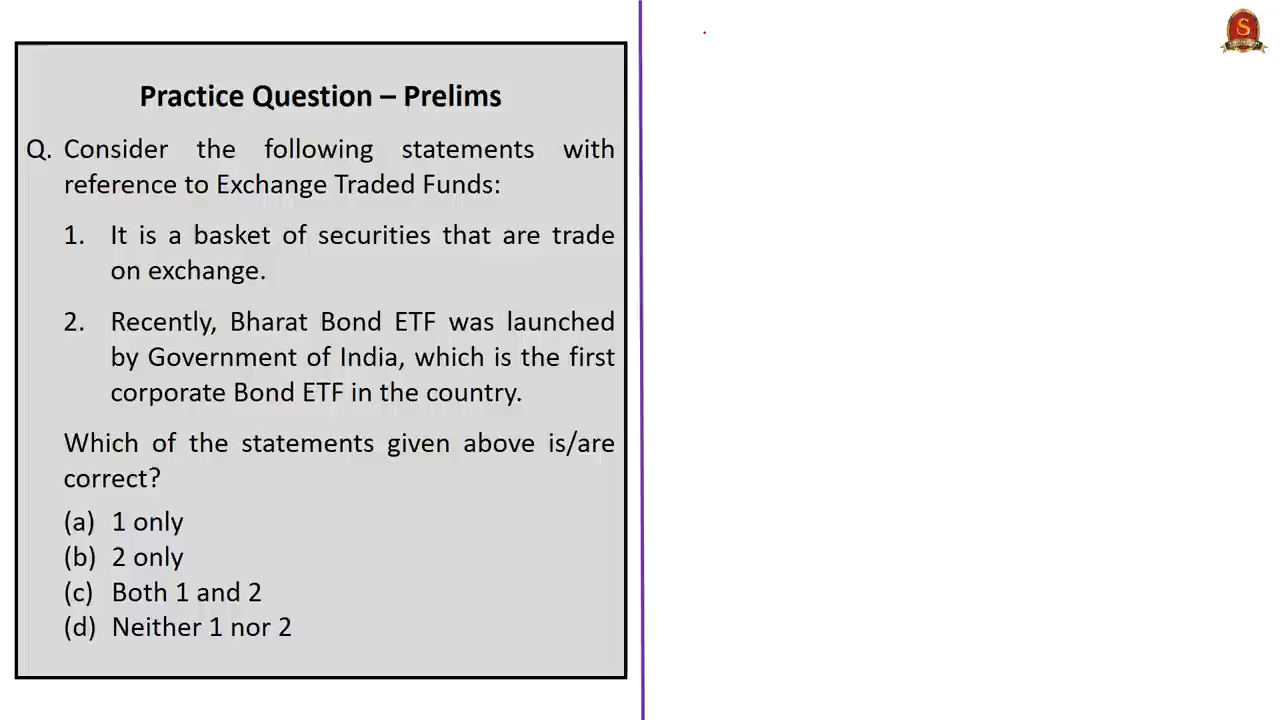 Practice Question – Prelims
Q. Consider the following statements with
reference to Exchange Traded Funds:
1. It is a basket of securities that are trade
on exchange.
2. Recently, Bharat Bond ETF was launched
by Government of India, which is the first
corporate Bond ETF in the country.
Which of the statements given above is/are
correct?
(a) 1 only
(b) 2 only
(c) Both 1 and 2
(d) Neither 1 nor 2
S